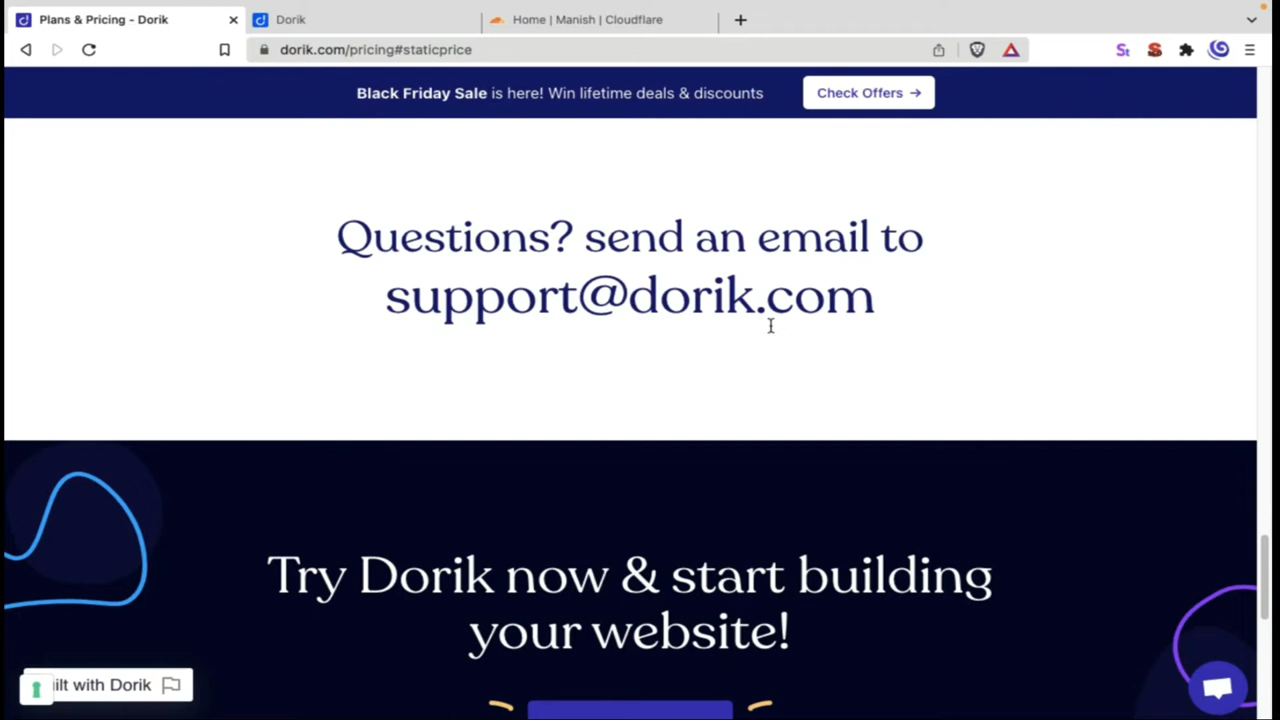 Plans & Pricing - Dorik
Dorik
Home | Manish | Cloudflare
dorik.com/pricing#staticprice
St
S
Black Friday Sale is here! Win lifetime deals & discounts
Check Offers →
Questions? send an email to
support@dorik.com
Try Dorik now & start building
your website!
ilt with Dorik